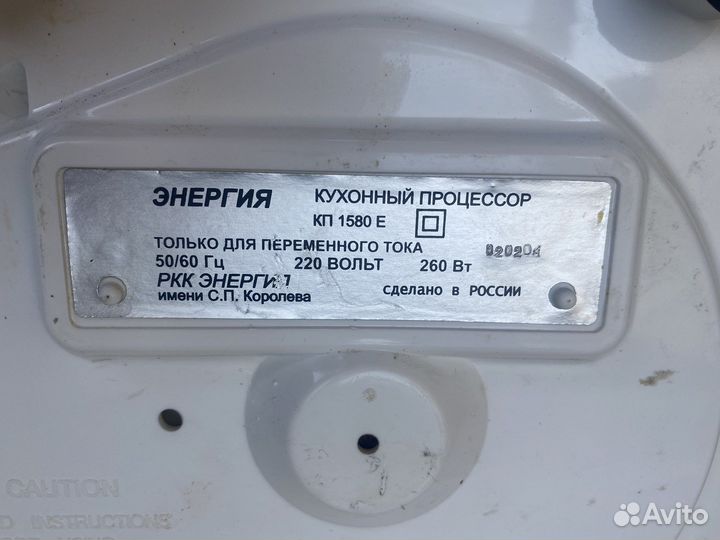 ЭНЕРГИЯ КУХОННЫЙ ПРОЦЕССОР
КП 1580 Е
ТОЛЬКО ДЛЯ ПЕРЕМЕННОГО ТОКА
50/60 Гц 220 ВОЛЬТ 260 Вт
РКК ЭНЕРГИЯ
имени С.П. Королева сделано в РОССИИ
CAUTION
INSTRUCTIONS
Avito